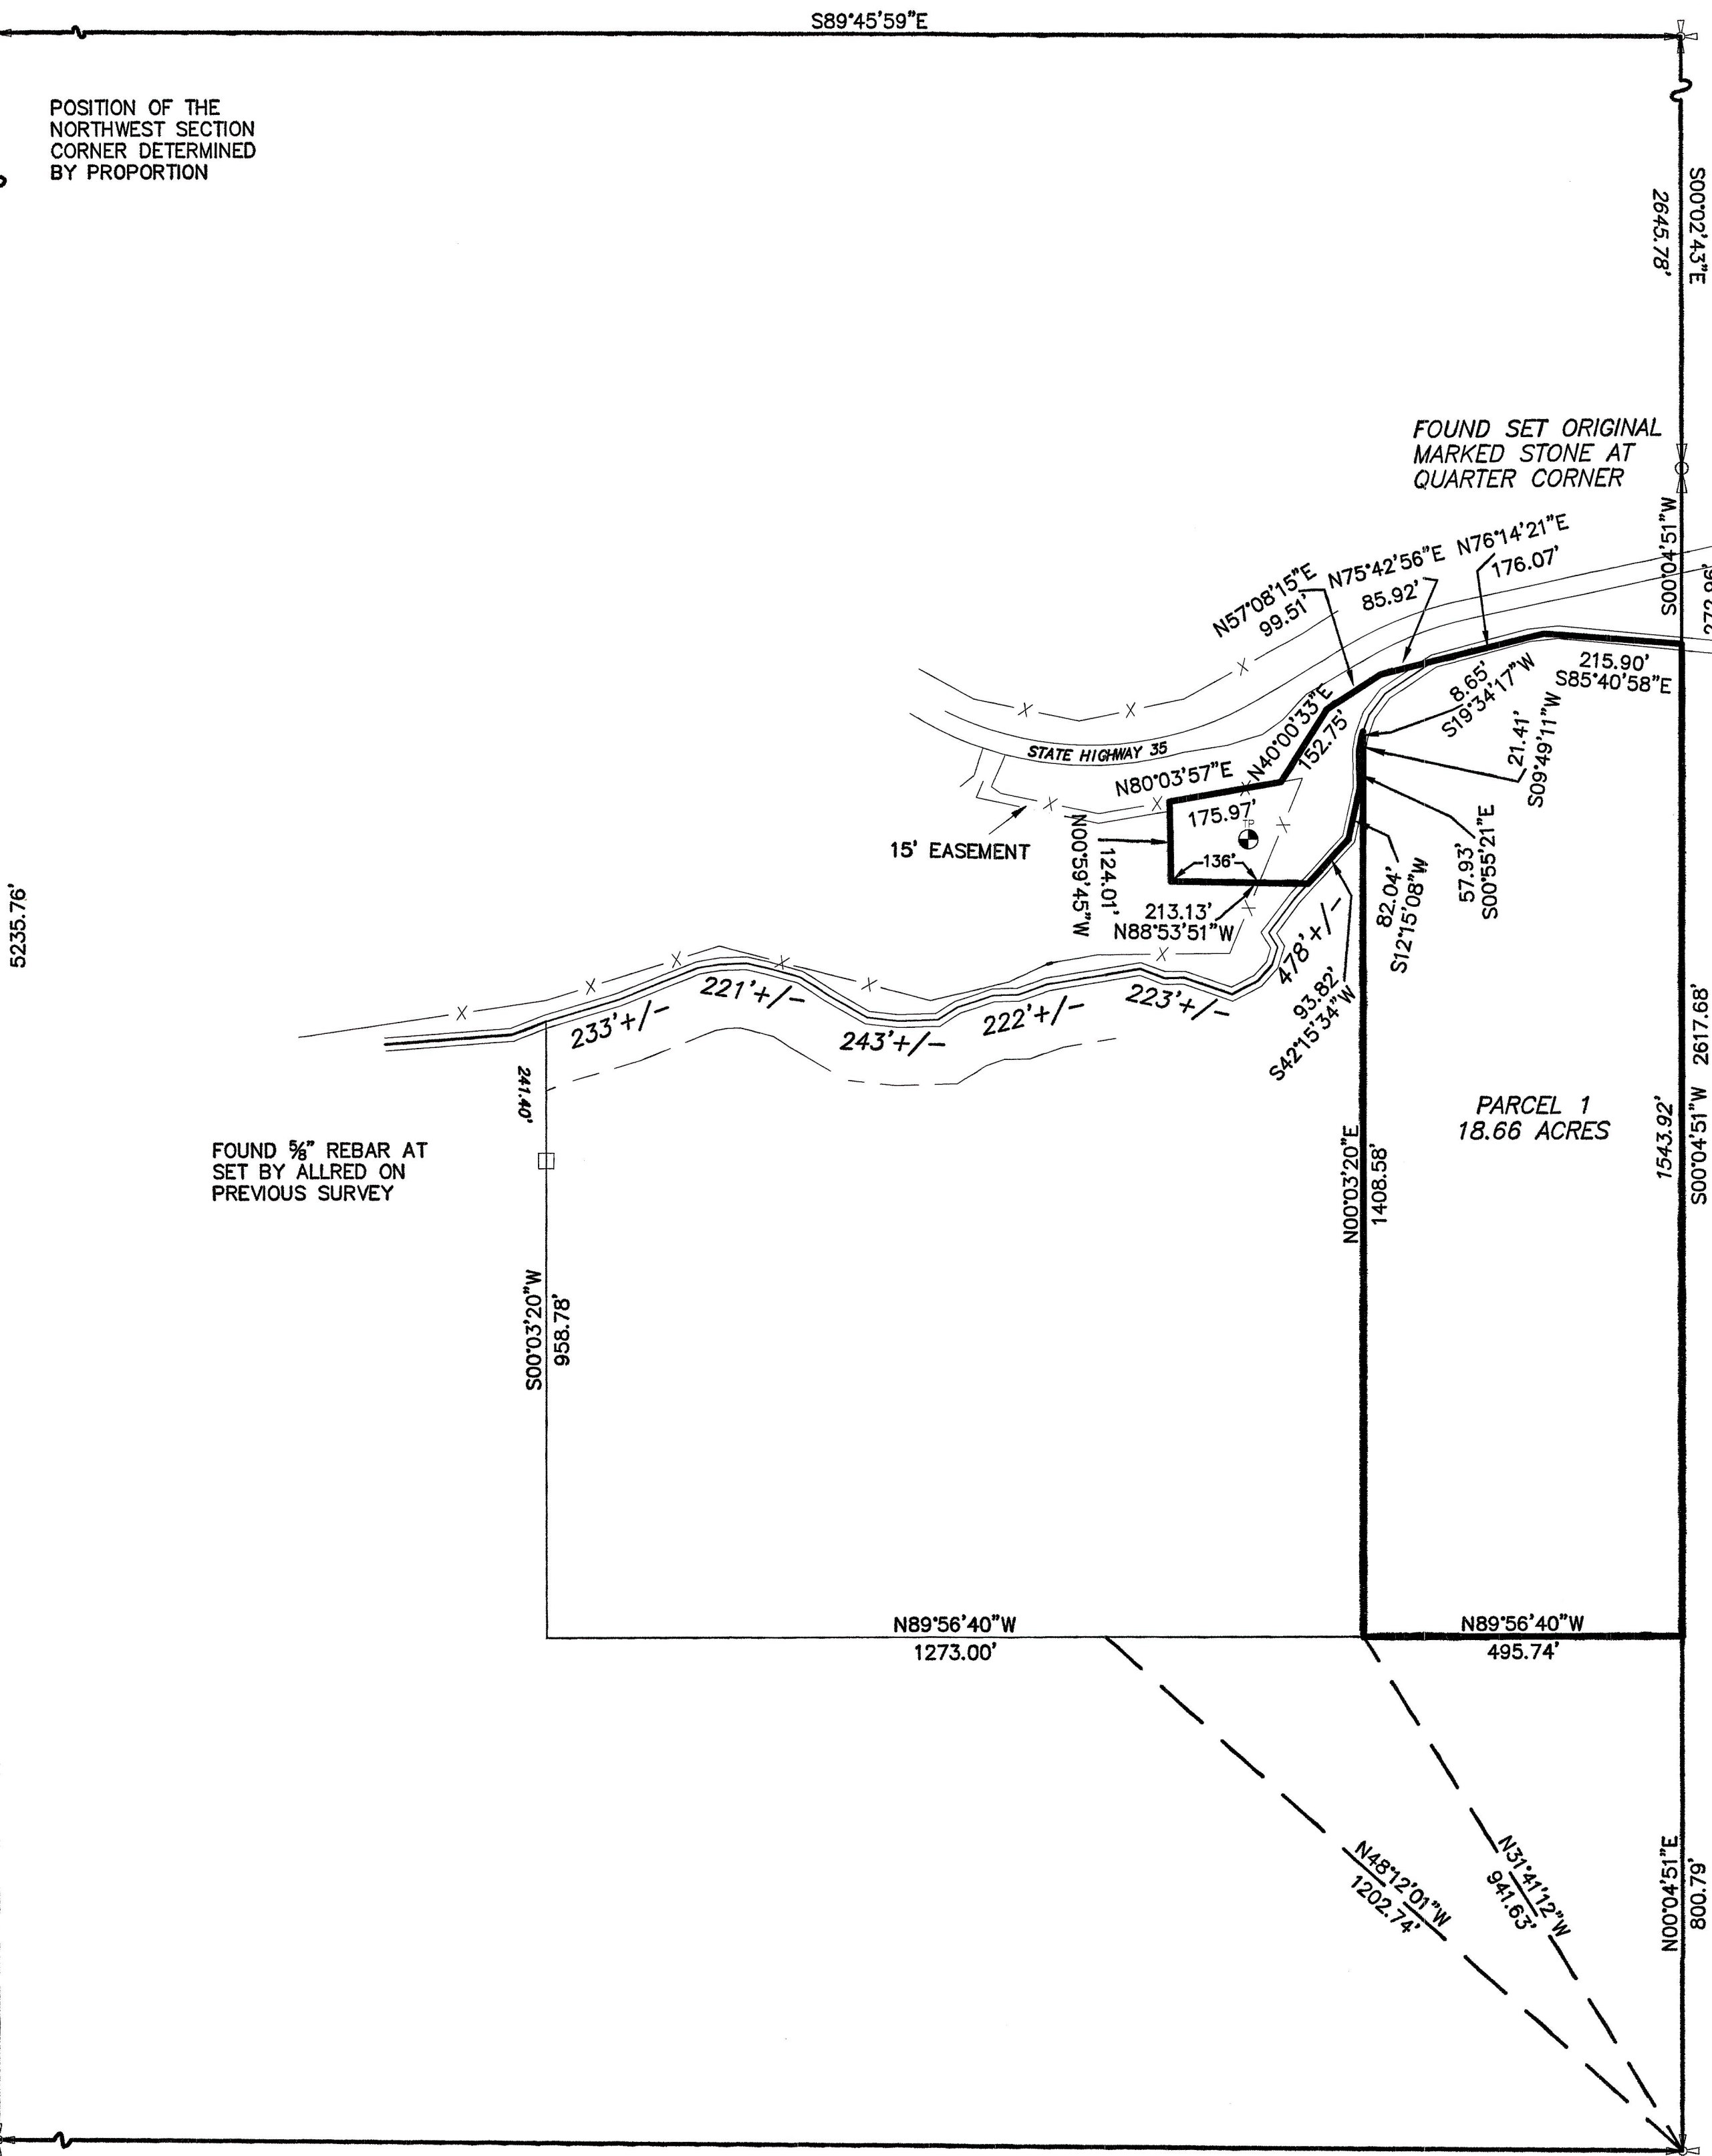 S89°45'59"E
POSITION OF THE
NORTHWEST SECTION
CORNER DETERMINED
BY PROPORTION
S00°02'43"E
2645.78'
FOUND SET ORIGINAL
MARKED STONE AT
QUARTER CORNER
S00°04'51"W
N76°14'21"E
176.07'
N75°42'56"E
85.92'
N57°08'15"E
99.51'
215.90'
S85°40'58"E
8.65'
S19°34'17"W
21.41'
S09°49'11"W
N40°00'33"E
152.75'
STATE HIGHWAY 35
N80°03'57"E
175.97'
TP
15' EASEMENT
136'
N00°59'45"W
124.01'
213.13'
N88°53'51"W
57.93'
S00°55'21"E
82.04'
S12°15'08"W
93.82'
S42°15'34"W
478'+/-
5235.76'
221'+/-
233'+/-
243'+/-
222'+/-
223'+/-
241.40'
FOUND 5/8" REBAR AT
SET BY ALLRED ON
PREVIOUS SURVEY
PARCEL 1
18.66 ACRES
2617.68'
1543.92'
S00°04'51"W
N00°03'20"E
1408.58'
S00°03'20"W
958.78'
N89°56'40"W
1273.00'
N89°56'40"W
495.74'
N48°12'01"W
1202.74'
N31°41'12"W
941.63'
N00°04'51"E
800.79'